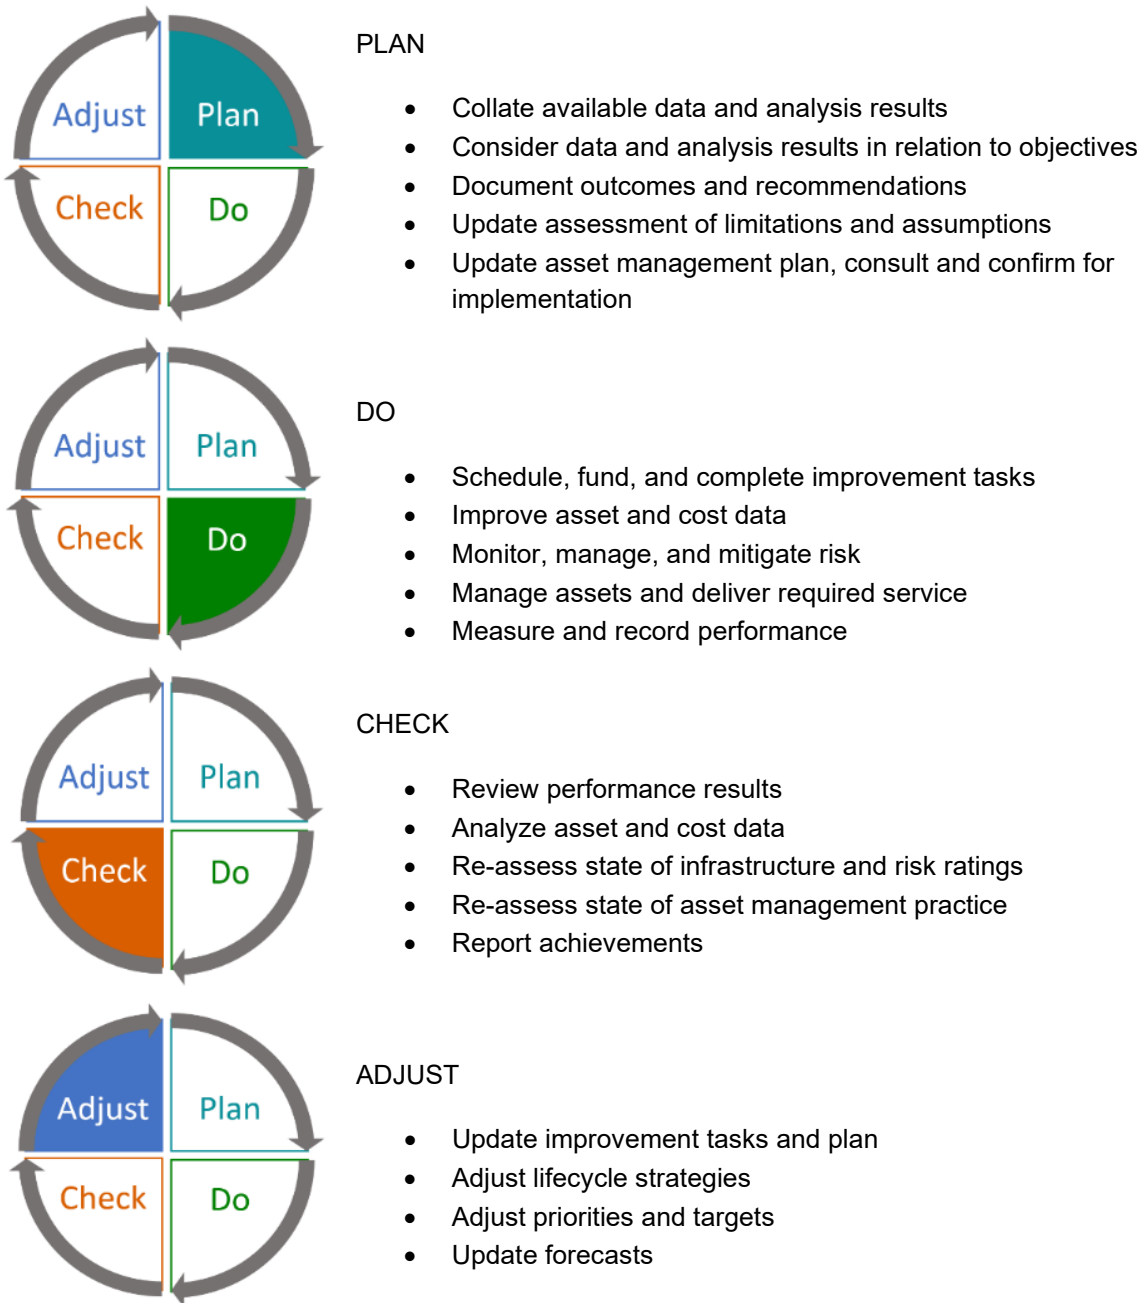 Adjust Plan
Check Do
PLAN
• Collate available data and analysis results
• Consider data and analysis results in relation to objectives
• Document outcomes and recommendations
• Update assessment of limitations and assumptions
• Update asset management plan, consult and confirm for
implementation
Adjust Plan
Check Do
DO
• Schedule, fund, and complete improvement tasks
• Improve asset and cost data
• Monitor, manage, and mitigate risk
• Manage assets and deliver required service
• Measure and record performance
Adjust Plan
Check Do
CHECK
• Review performance results
• Analyze asset and cost data
• Re-assess state of infrastructure and risk ratings
• Re-assess state of asset management practice
• Report achievements
Adjust Plan
Check Do
ADJUST
• Update improvement tasks and plan
• Adjust lifecycle strategies
• Adjust priorities and targets
• Update forecasts